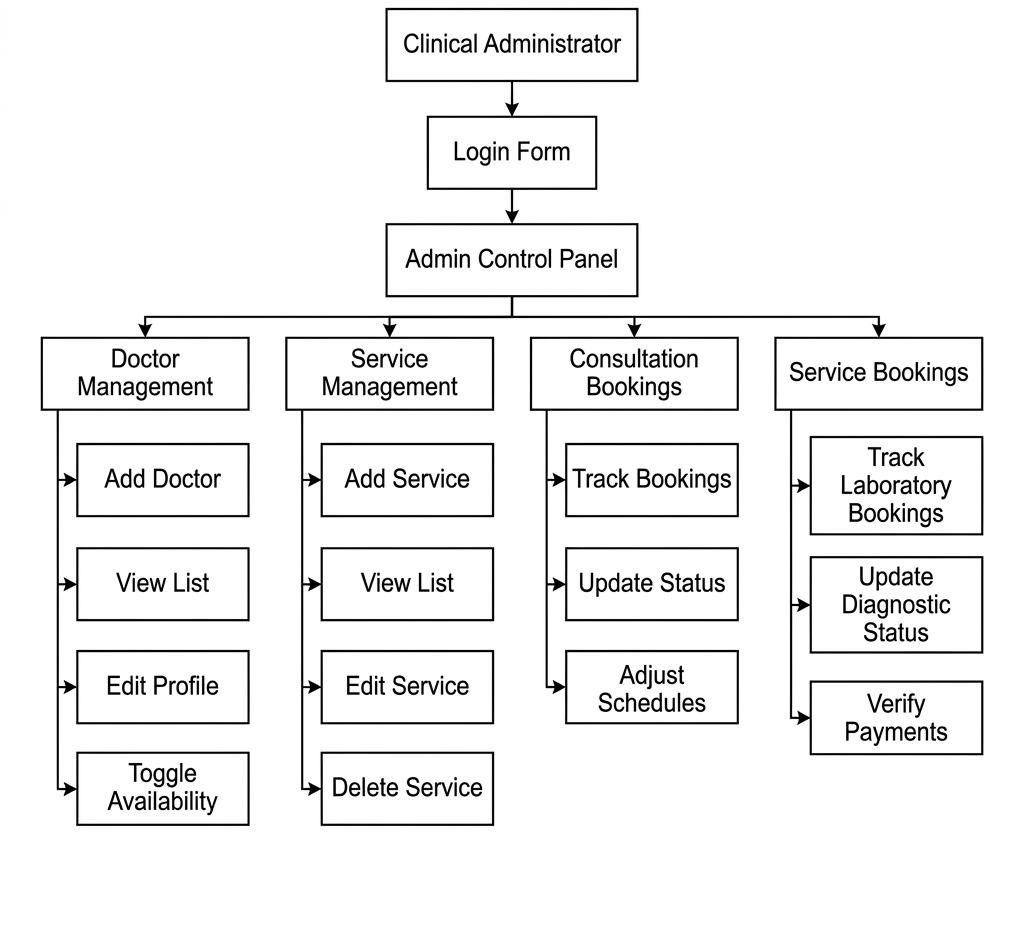 Clinical Administrator
Login Form
Admin Control Panel
Doctor
Management
Add Doctor
View List
Edit Profile
Toggle
Availability
Service
Management
Add Service
View List
Edit Service
Delete Service
Consultation
Bookings
Track Bookings
Update Status
Adjust
Schedules
Service Bookings
Track
Laboratory
Bookings
Update
Diagnostic
Status
Verify
Payments